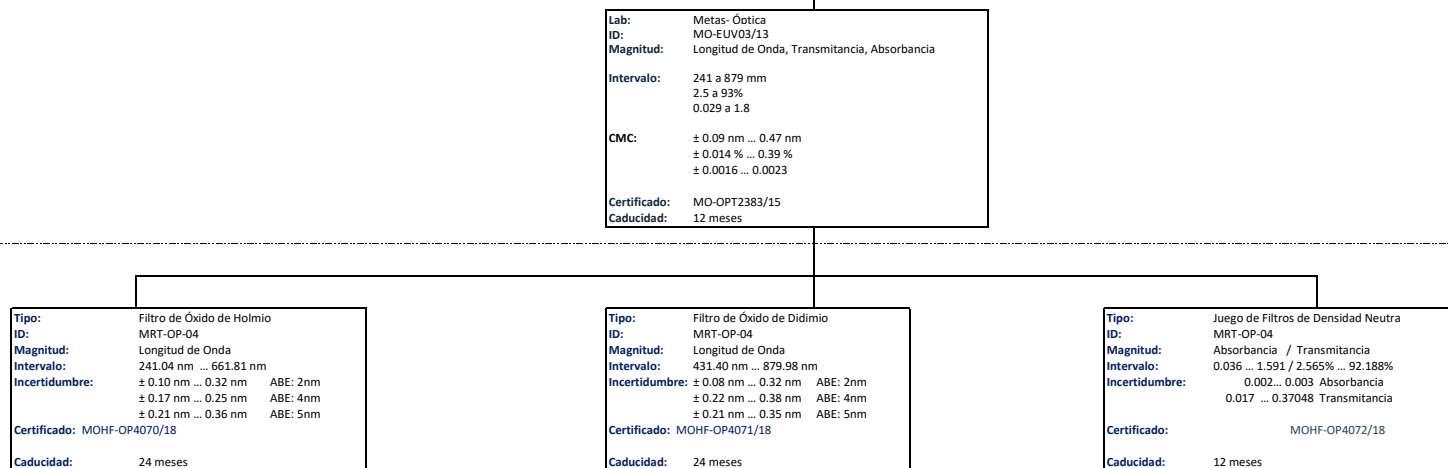 Lab: Metas- Óptica
ID: MO-EUV03/13
Magnitud: Longitud de Onda, Transmitancia, Absorbancia
Intervalo: 241 a 879 mm
2.5 a 93%
0.029 a 1.8
CMC: ± 0.09 nm ... 0.47 nm
± 0.014 % ... 0.39 %
± 0.0016 ... 0.0023
Certificado: MO-OPT2383/15
Caducidad: 12 meses
Tipo: Filtro de Óxido de Holmio
ID: MRT-OP-04
Magnitud: Longitud de Onda
Intervalo: 241.04 nm ... 661.81 nm
Incertidumbre: ± 0.10 nm ... 0.32 nm ABE: 2nm
± 0.17 nm ... 0.25 nm ABE: 4nm
± 0.21 nm ... 0.36 nm ABE: 5nm
Certificado: MOHF-OP4070/18
Caducidad: 24 meses
Tipo: Filtro de Óxido de Didimio
ID: MRT-OP-04
Magnitud: Longitud de Onda
Intervalo: 431.40 nm ... 879.98 nm
Incertidumbre: ± 0.08 nm ... 0.32 nm ABE: 2nm
± 0.22 nm ... 0.38 nm ABE: 4nm
± 0.21 nm ... 0.35 nm ABE: 5nm
Certificado: MOHF-OP4071/18
Caducidad: 24 meses
Tipo: Juego de Filtros de Densidad Neutra
ID: MRT-OP-04
Magnitud: Absorbancia / Transmitancia
Intervalo: 0.036 ... 1.591 / 2.565% ... 92.188%
Incertidumbre: 0.002... 0.003 Absorbancia
0.017 ... 0.37048 Transmitancia
Certificado: MOHF-OP4072/18
Caducidad: 12 meses